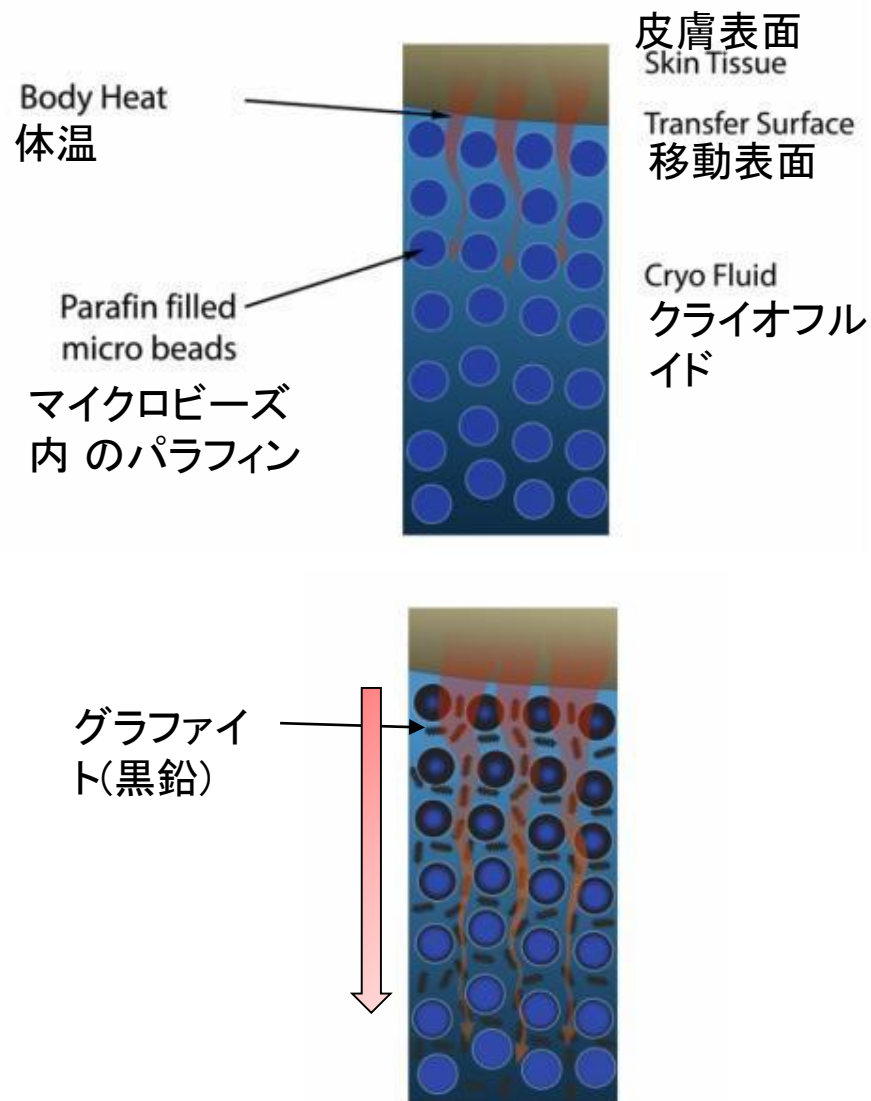 皮膚表面
Skin Tissue
Body Heat
体温
Transfer Surface
移動表面
Cryo Fluid
クライオフル
イド
Parafin filled
micro beads
マイクロビーズ
内 のパラフィン
グラファイ
ト(黒鉛)